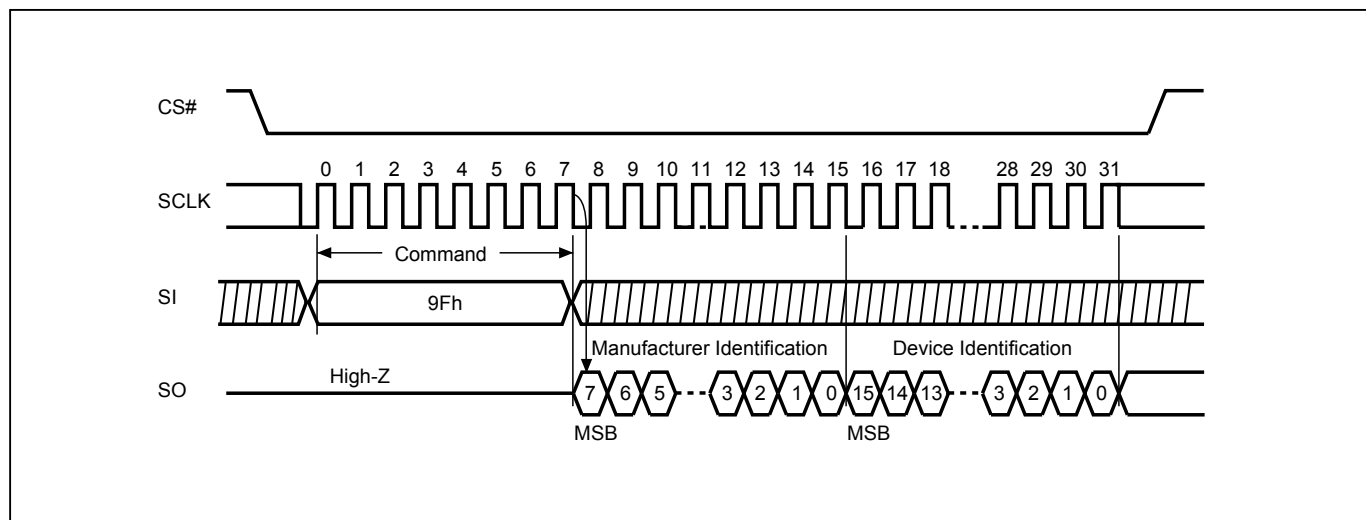 CS#
0 1 2 3 4 5 6 7 8 9 10 11 12 13 14 15 16 17 18 28 29 30 31
SCLK
Command
SI
9Fh
Manufacturer Identification Device Identification
High-Z
SO
7 6 5 3 2 1 0 15 14 13 3 2 1 0
MSB MSB